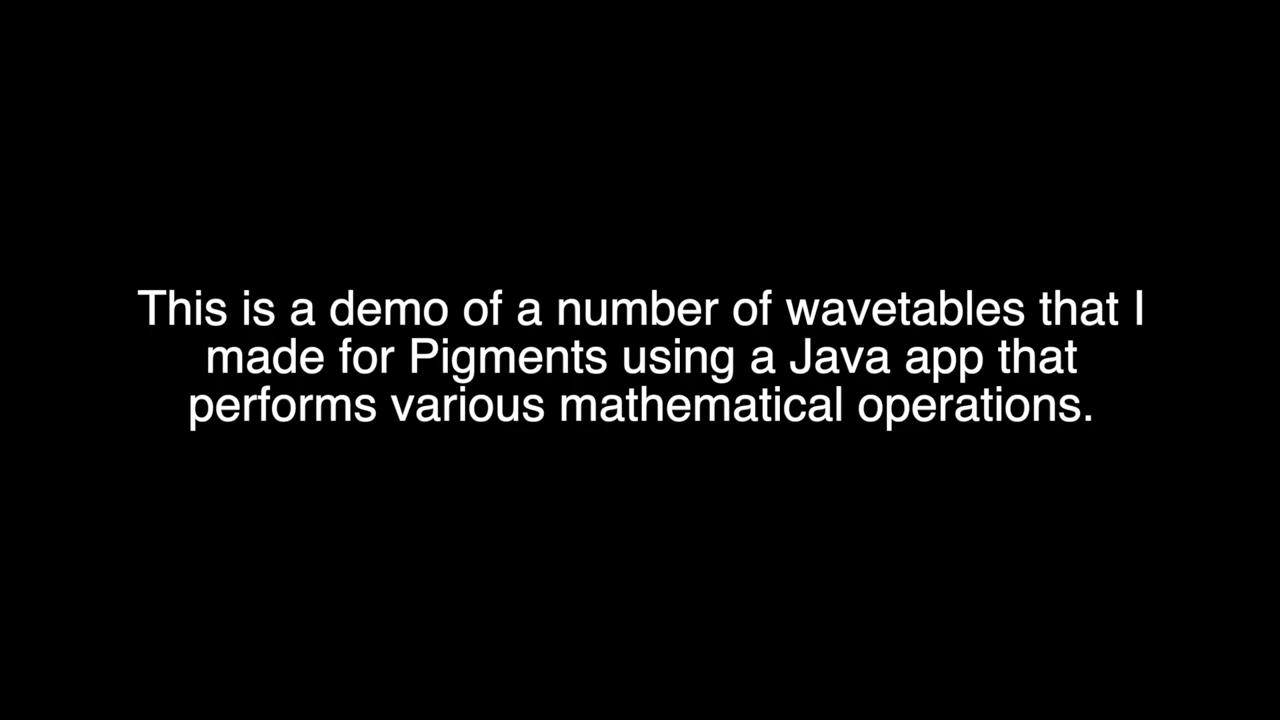 This is a demo of a number of wavetables that I
made for Pigments using a Java app that
performs various mathematical operations.